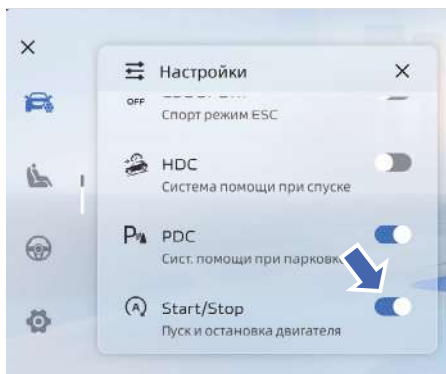 Настройки
OFF
Спорт режим ESC
HDC
Система помощи при спуске
PDC
Сист. помощи при парковке
Start/Stop
Пуск и остановка двигателя